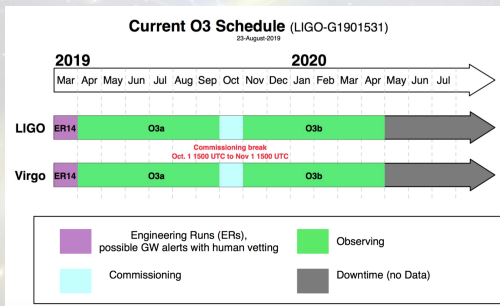 Current O3 Schedule (LIGO-G1901531)
23-August-2019
2019 2020
Mar Apr May Jun Jul Aug Sep Oct Nov Dec Jan Feb Mar Apr May Jun Jul
LIGO ER14 O3a O3b
Commissioning break
Oct. 1 1500 UTC to Nov 1 1500 UTC
Virgo ER14 O3a O3b
Engineering Runs (ERs),
possible GW alerts with human vetting
Observing
Commissioning
Downtime (no Data)